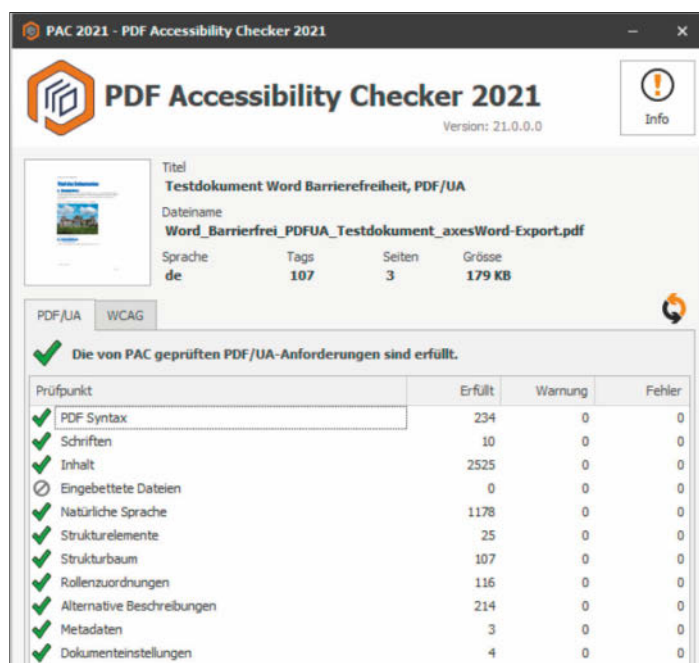 PAC 2021 - PDF Accessibility Checker 2021
PDF Accessibility Checker 2021
Version: 21.0.0.0
Info
Titel
Testdokument Word Barrierefreiheit, PDF/UA
Dateiname
Word_Barrierfrei_PDFUA_Testdokument_axesWord-Export.pdf
Sprache Tags Seiten Grösse
de 107 3 179 KB
PDF/UA WCAG
Die von PAC geprüften PDF/UA-Anforderungen sind erfüllt.
Prüfpunkt Erfüllt Warnung Fehler
PDF Syntax 234 0 0
Schriften 10 0 0
Inhalt 2525 0 0
Eingebettete Dateien 0 0 0
Natürliche Sprache 1178 0 0
Strukturelemente 25 0 0
Strukturbaum 107 0 0
Rollenzuordnungen 116 0 0
Alternative Beschreibungen 214 0 0
Metadaten 3 0 0
Dokumenteinstellungen 4 0 0